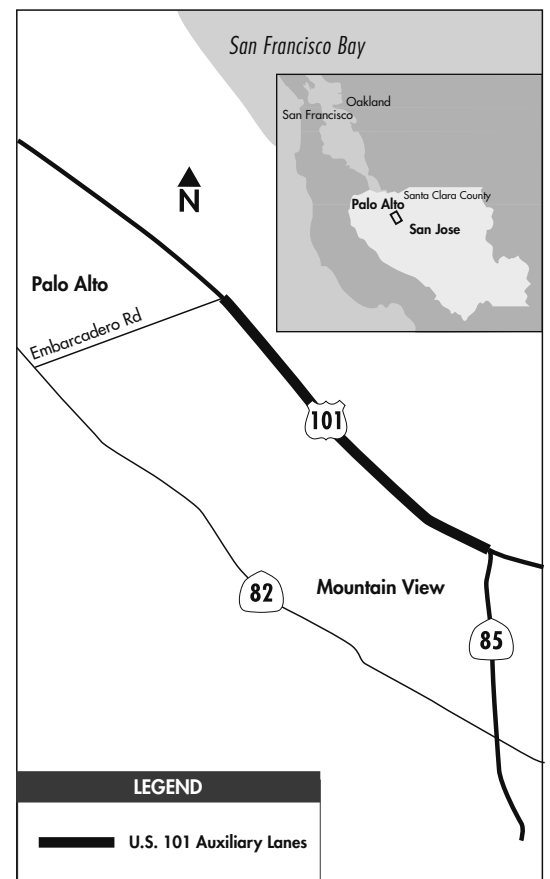 San Francisco Bay
Oakland
San Francisco
Santa Clara County
Palo Alto
San Jose
N
Palo Alto
Embarcadero Rd
101
82
Mountain View
85
LEGEND
U.S. 101 Auxiliary Lanes